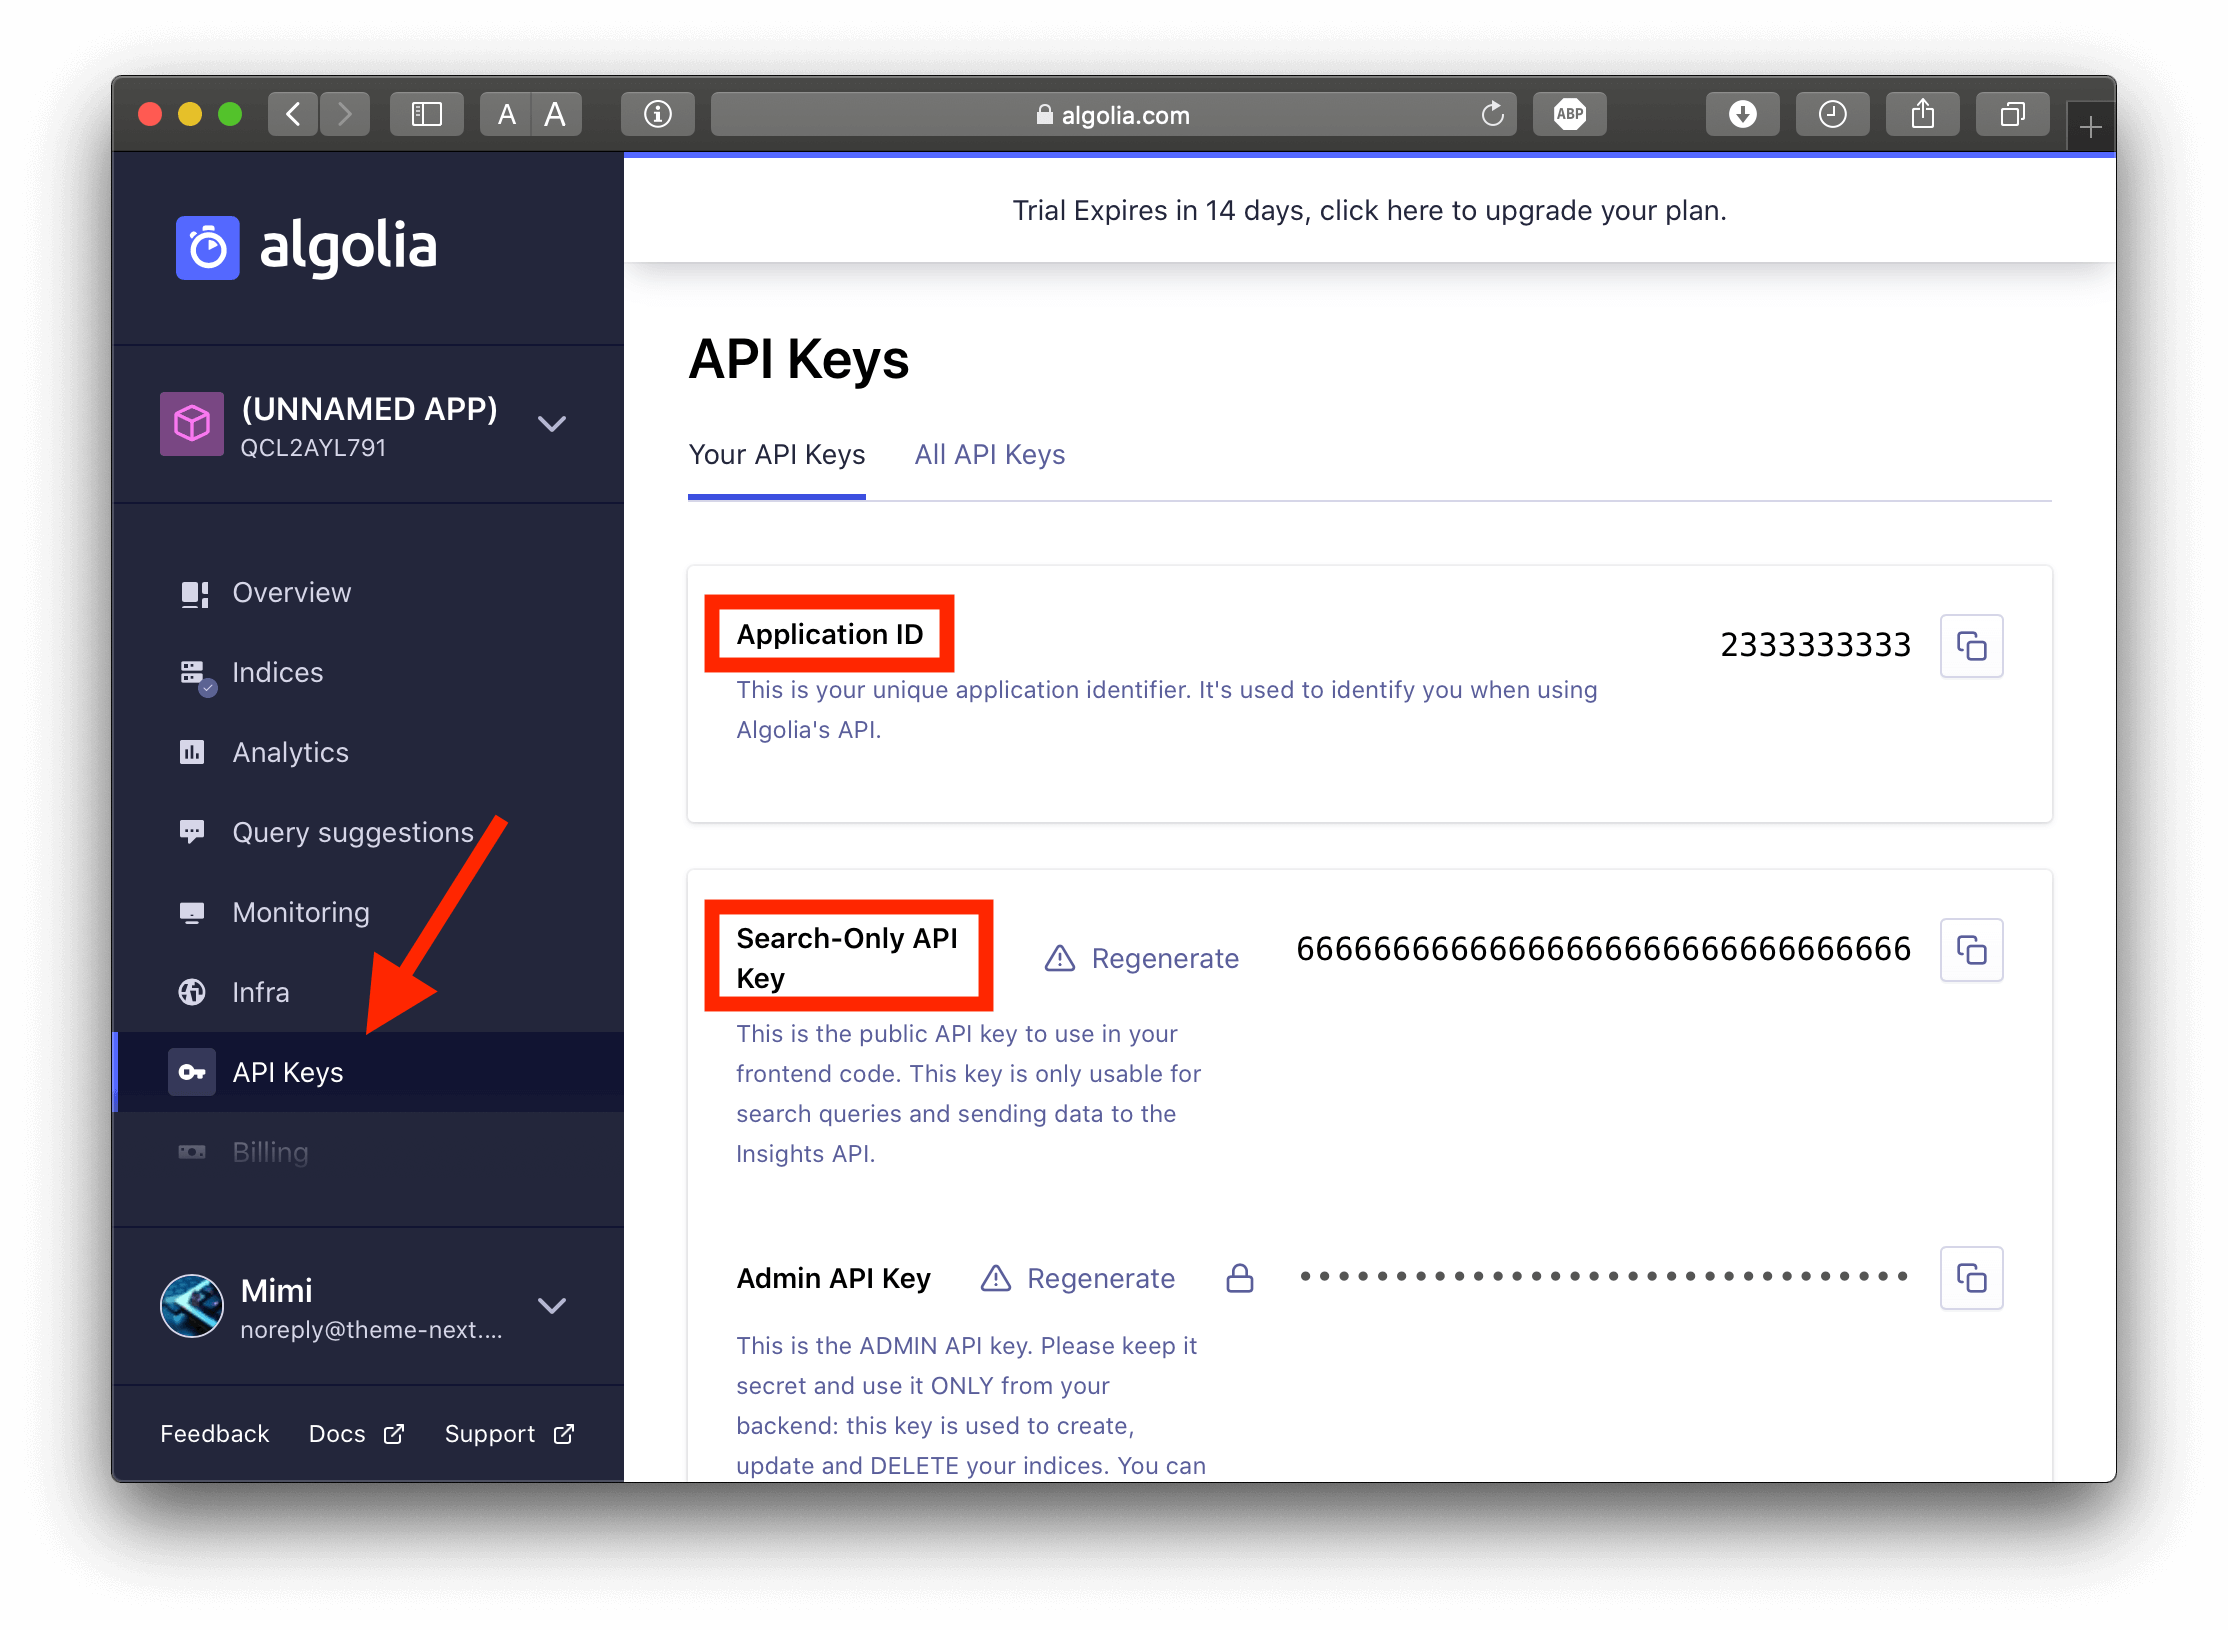 A A
algolia.com
ABP
algolia
Trial Expires in 14 days, click here to upgrade your plan.
(UNNAMED APP)
QCL2AYL791
Overview
Indices
Analytics
Query suggestions
Monitoring
Infra
API Keys
Billing
Mimi
noreply@theme-next....
Feedback Docs Support
API Keys
Your API Keys All API Keys
Application ID
2333333333
This is your unique application identifier. It's used to identify you when using
Algolia's API.
Search-Only API
Key
Regenerate
66666666666666666666666666666666
This is the public API key to use in your
frontend code. This key is only usable for
search queries and sending data to the
Insights API.
Admin API Key Regenerate ••••••••••••••••••••••••••••••••
This is the ADMIN API key. Please keep it
secret and use it ONLY from your
backend: this key is used to create,
update and DELETE your indices. You can